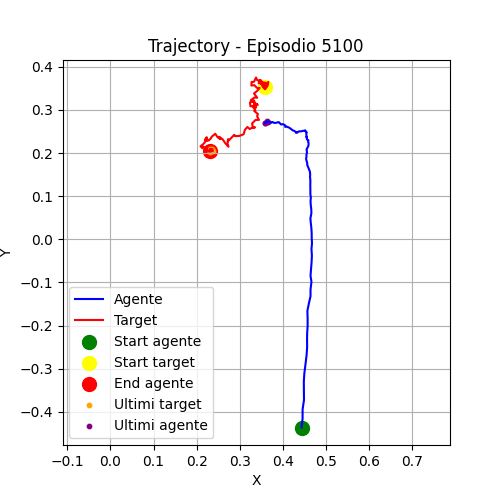 Trajectory - Episodio 5100
0.4
0.3
0.2
0.1
0.0
−0.1
−0.2
−0.3
−0.4
Y
Agente
Target
Start agente
Start target
End agente
Ultimi target
Ultimi agente
−0.1 0.0 0.1 0.2 0.3 0.4 0.5 0.6 0.7
X